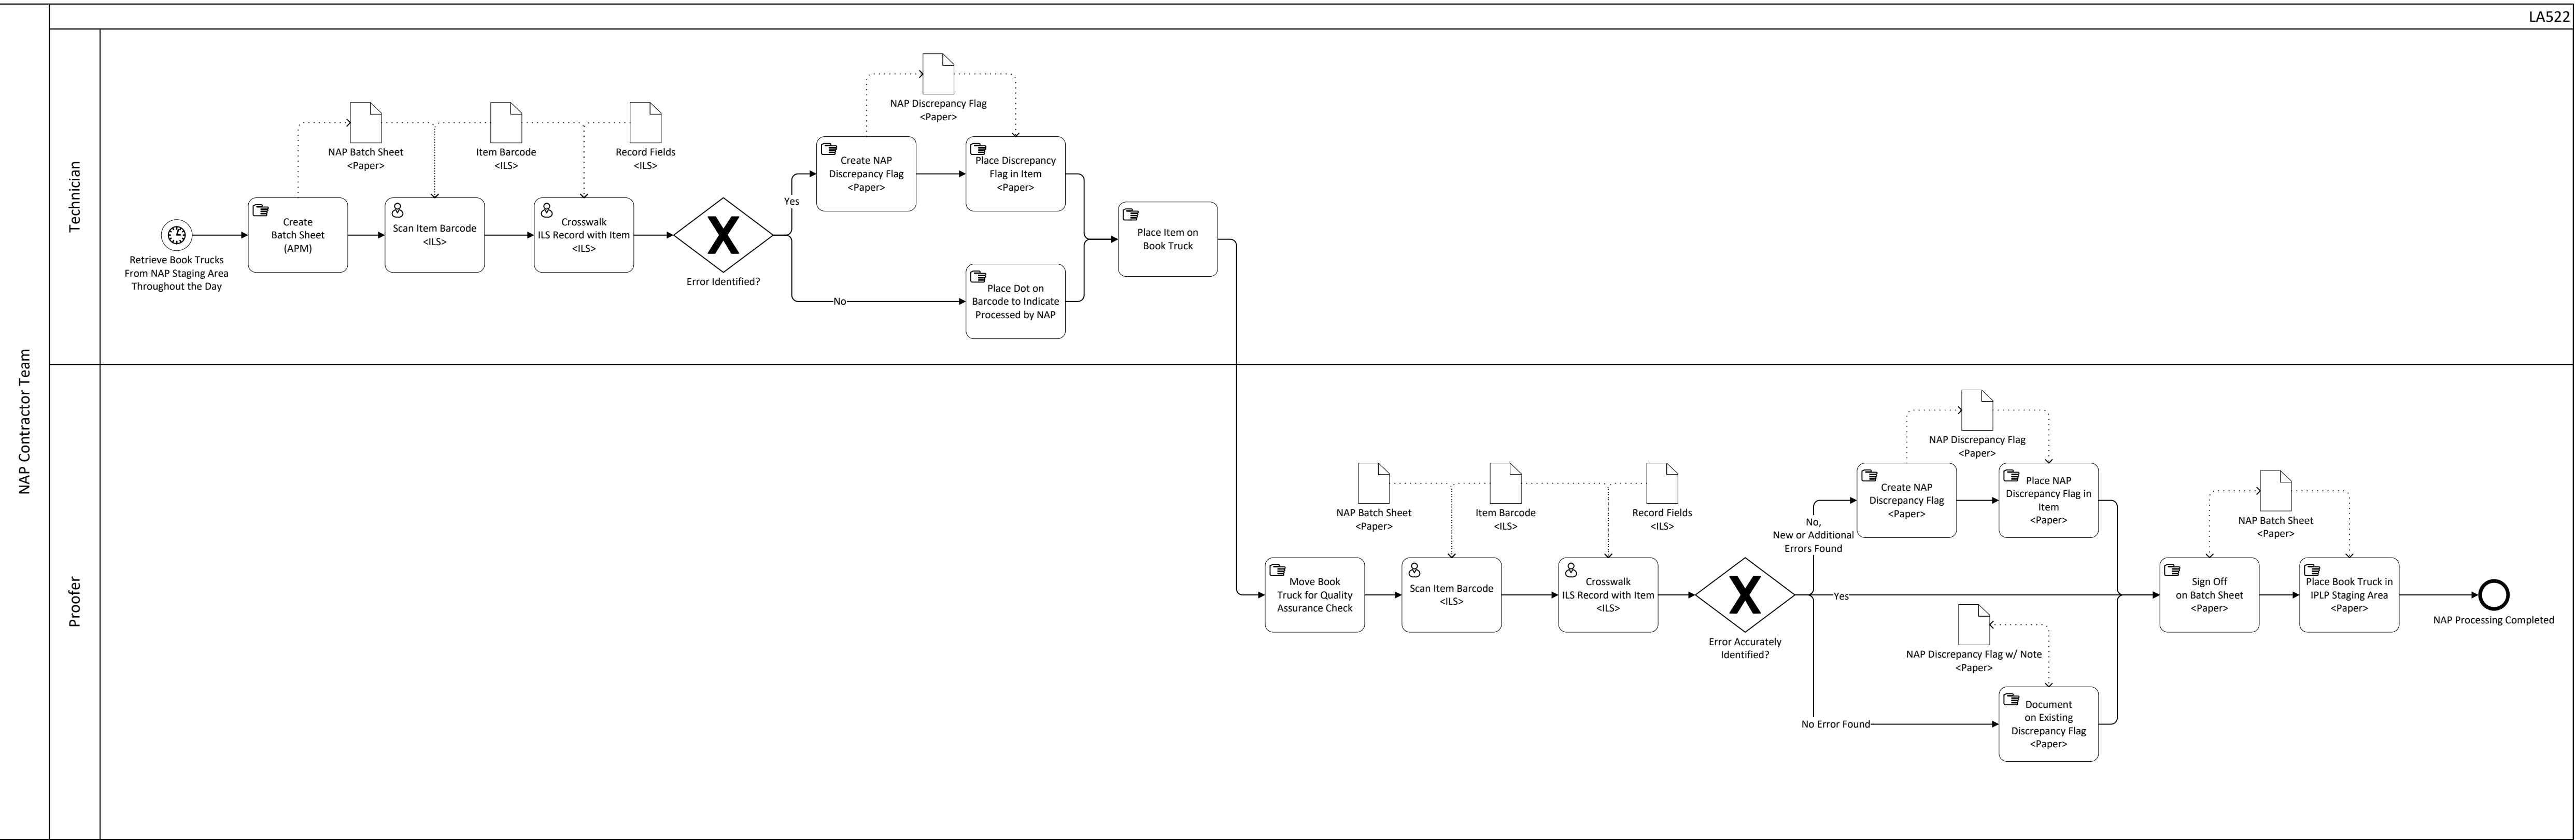 LA522
NAP Contractor Team
Technician
NAP Discrepancy Flag
<Paper>
NAP Batch Sheet
<Paper>
Item Barcode
<ILS>
Record Fields
<ILS>
Retrieve Book Trucks
From NAP Staging Area
Throughout the Day
Create
Batch Sheet
(APM)
Scan Item Barcode
<ILS>
Crosswalk
ILS Record with Item
<ILS>
X
Error Identified?
Yes
Create NAP
Discrepancy Flag
<Paper>
Place Discrepancy
Flag in Item
<Paper>
No
Place Dot on
Barcode to Indicate
Processed by NAP
Place Item on
Book Truck
Proofer
Move Book
Truck for Quality
Assurance Check
NAP Batch Sheet
<Paper>
Item Barcode
<ILS>
Record Fields
<ILS>
Scan Item Barcode
<ILS>
Crosswalk
ILS Record with Item
<ILS>
X
Error Accurately
Identified?
No,
New or Additional
Errors Found
NAP Discrepancy Flag
<Paper>
Create NAP
Discrepancy Flag
<Paper>
Place NAP
Discrepancy Flag in
Item
<Paper>
Yes
NAP Discrepancy Flag w/ Note
<Paper>
No Error Found
Document
on Existing
Discrepancy Flag
<Paper>
NAP Batch Sheet
<Paper>
Sign Off
on Batch Sheet
<Paper>
Place Book Truck in
IPLP Staging Area
<Paper>
NAP Processing Completed